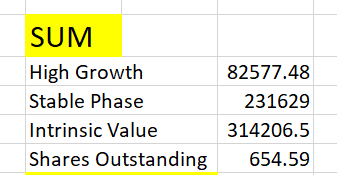 SUM
High Growth 82577.48
Stable Phase 231629
Intrinsic Value 314206.5
Shares Outstanding 654.59